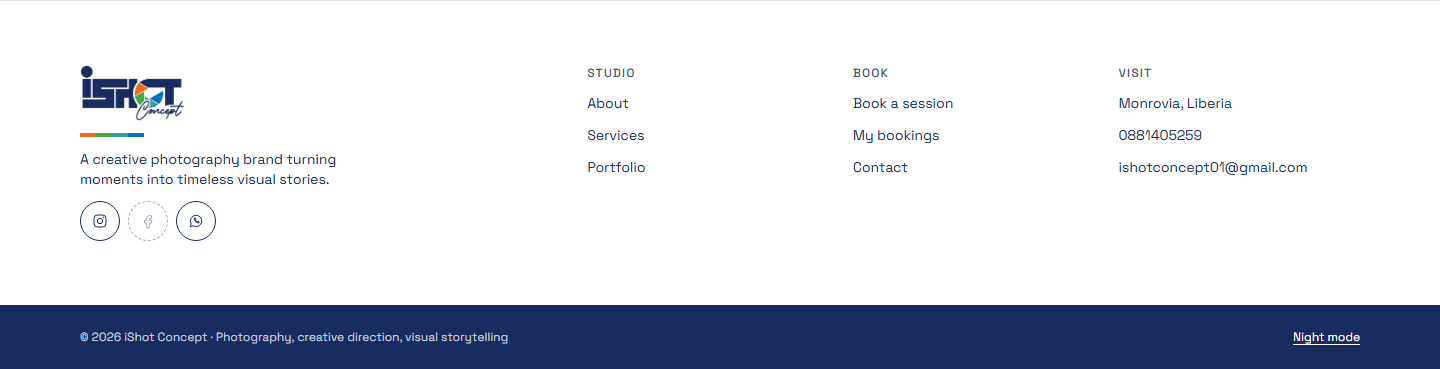 iSHOT
Concept
A creative photography brand turning
moments into timeless visual stories.
STUDIO
About
Services
Portfolio
BOOK
Book a session
My bookings
Contact
VISIT
Monrovia, Liberia
0881405259
ishotconcept01@gmail.com
© 2026 iShot Concept · Photography, creative direction, visual storytelling
Night mode